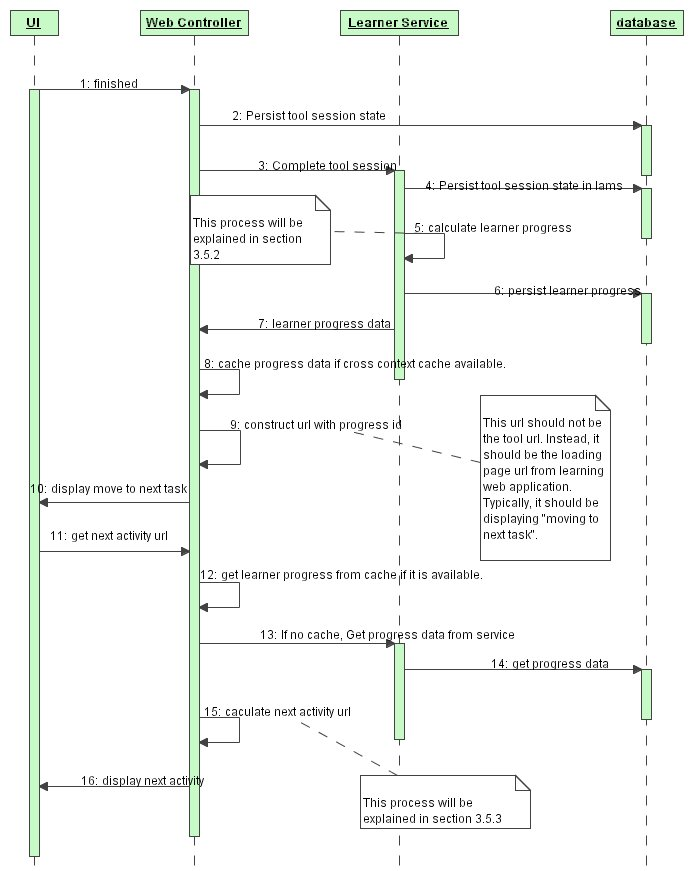 UI
Web Controller
Learner Service
database
1: finished
2: Persist tool session state
3: Complete tool session
4: Persist tool session state in lams
This process will be
explained in section
3.5.2
5: calculate learner progress
6: persist learner progress
7: learner progress data
8: cache progress data if cross context cache available.
9: construct url with progress id
This url should not be
the tool url. Instead, it
should be the loading
page url from learning
web application.
Typically, it should be
displaying "moving to
next task".
10: display move to next task
11: get next activity url
12: get learner progress from cache if it is available.
13: If no cache, Get progress data from service
14: get progress data
15: caculate next activity url
16: display next activity
This process will be
explained in section 3.5.3